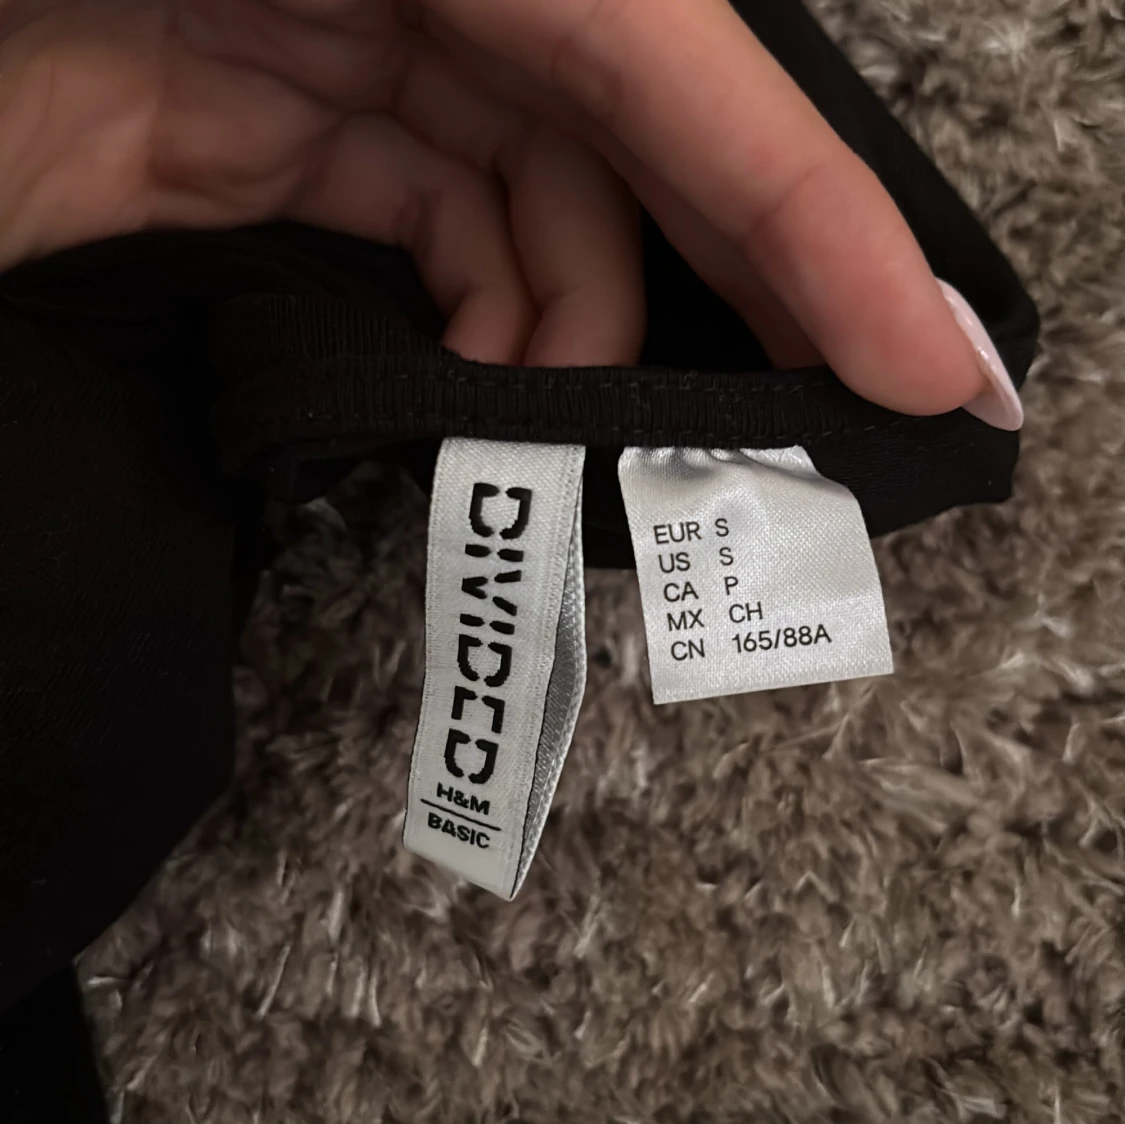 DIVIDED
H&M
BASIC
EUR S
US S
CA P
MX CH
CN 165/88A